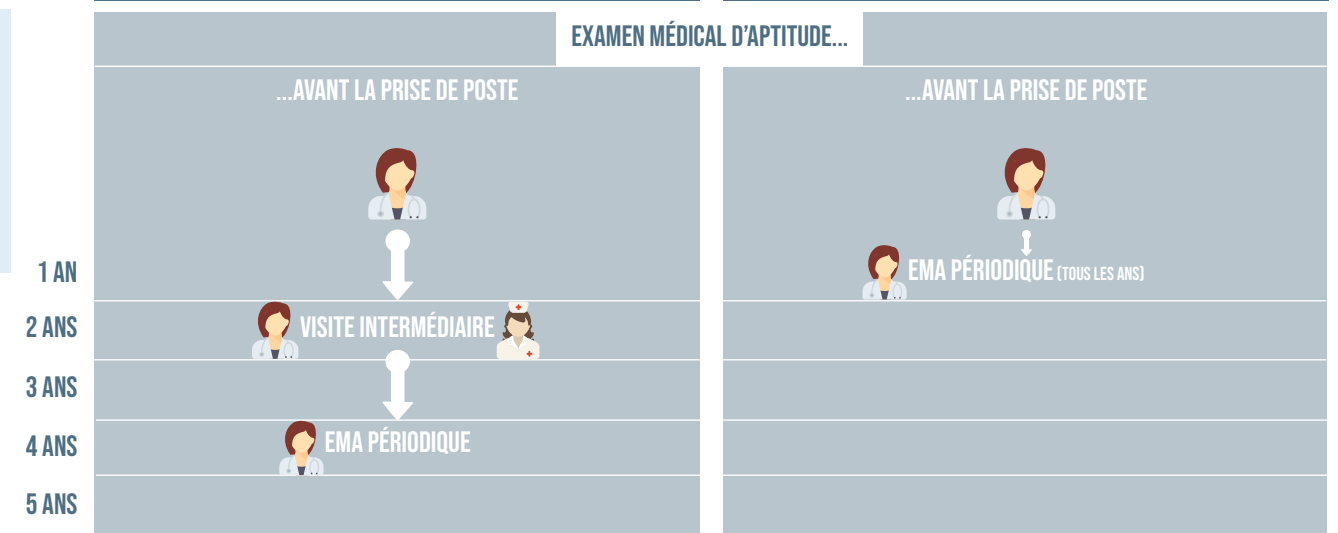 EXAMEN MÉDICAL D'APTITUDE...
...AVANT LA PRISE DE POSTE
...AVANT LA PRISE DE POSTE
1 AN
EMA PÉRIODIQUE (TOUS LES ANS)
2 ANS
VISITE INTERMÉDIAIRE
3 ANS
4 ANS
EMA PÉRIODIQUE
5 ANS